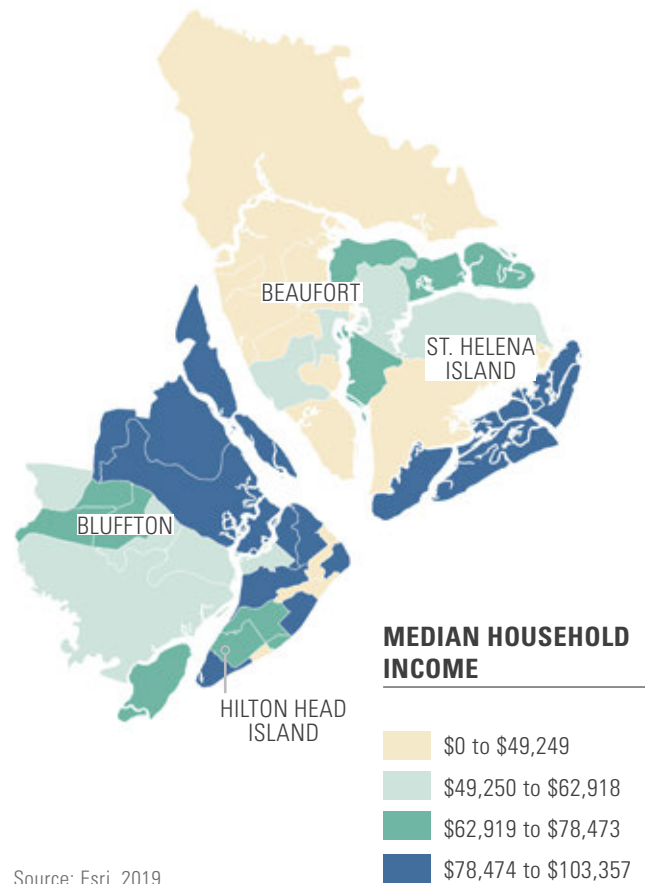 BEAUFORT
ST. HELENA
ISLAND
BLUFFTON
HILTON HEAD
ISLAND
MEDIAN HOUSEHOLD
INCOME
$0 to $49,249
$49,250 to $62,918
$62,919 to $78,473
$78,474 to $103,357
Source: Esri, 2019